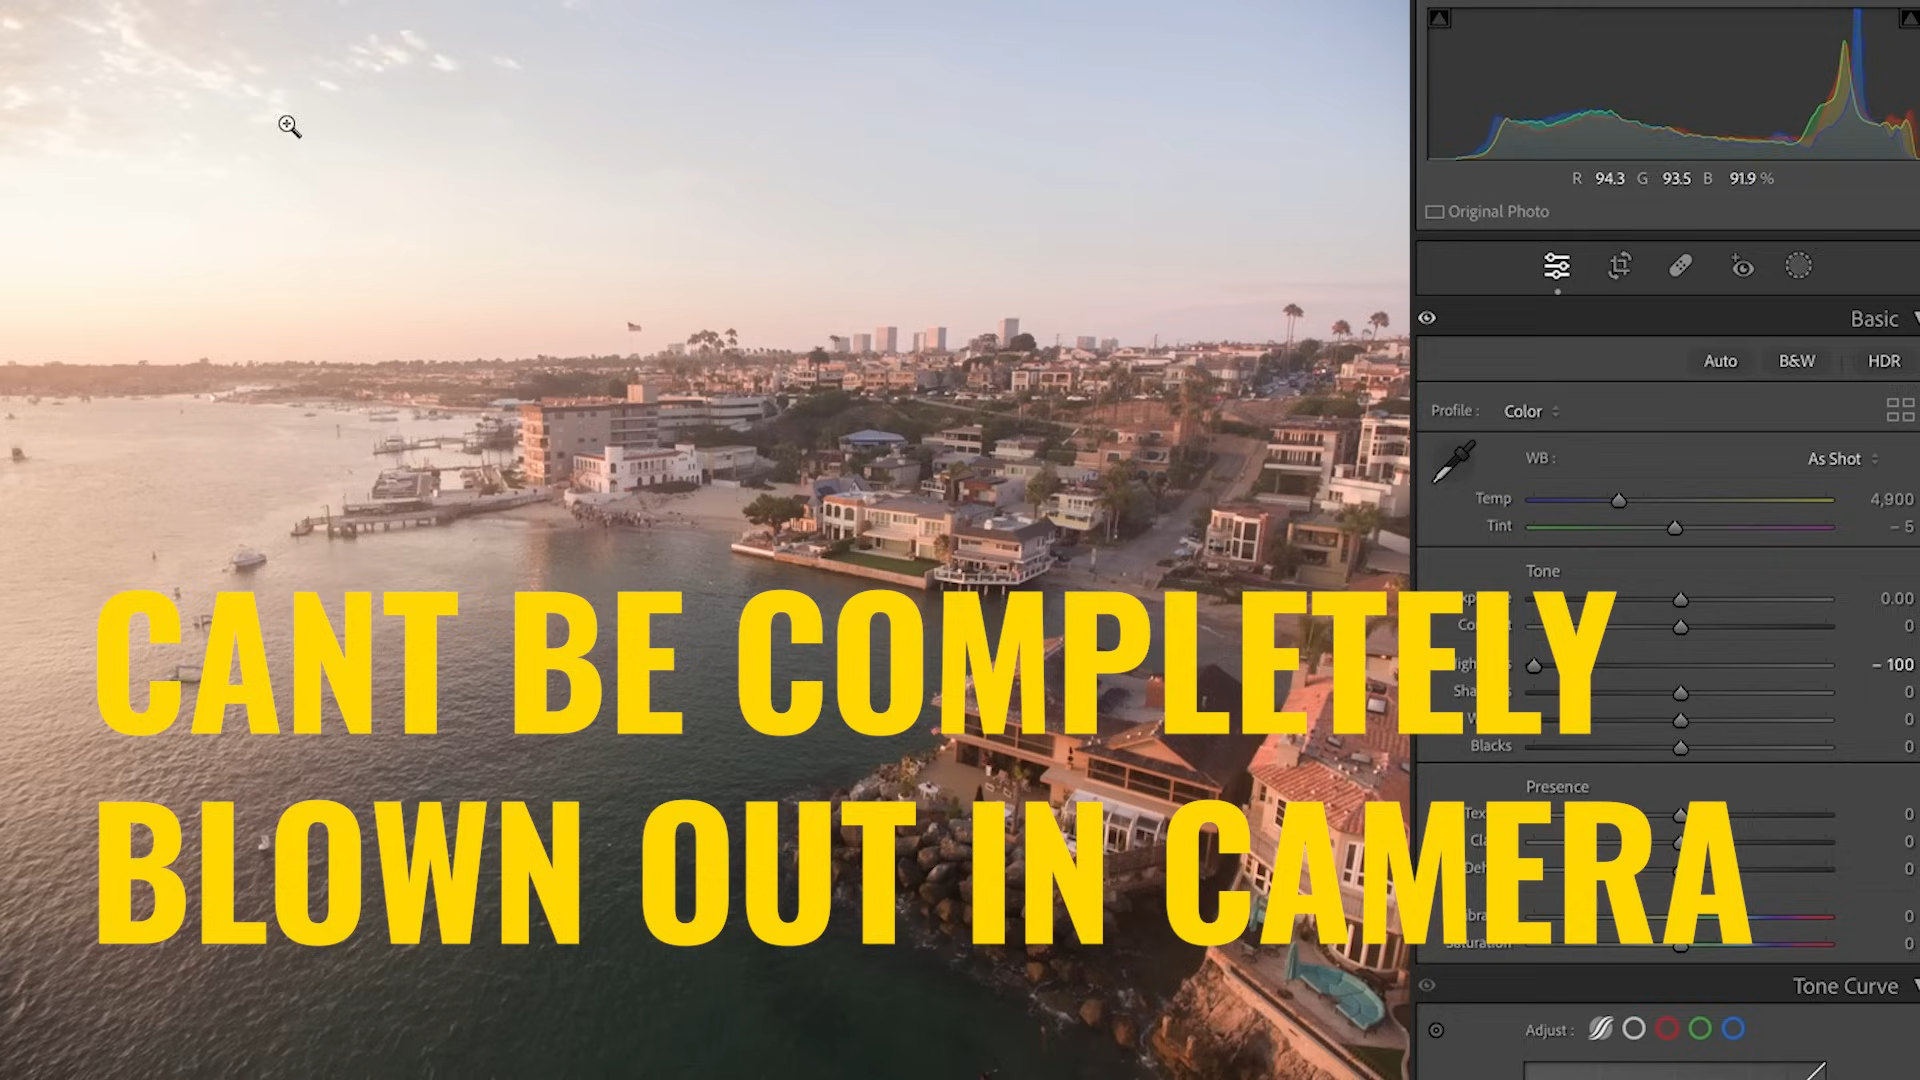 R 94.3 G 93.5 B 91.9 %
Original Photo
Basic
Auto B&W HDR
Profile : Color
WB : As Shot
Temp 4,900
Tint – 5
Tone
0.00
0
– 100
0
0
Blacks 0
Presence
0
0
0
0
Saturation 0
CANT BE COMPLETELY
BLOWN OUT IN CAMERA
Tone Curve
Adjust :